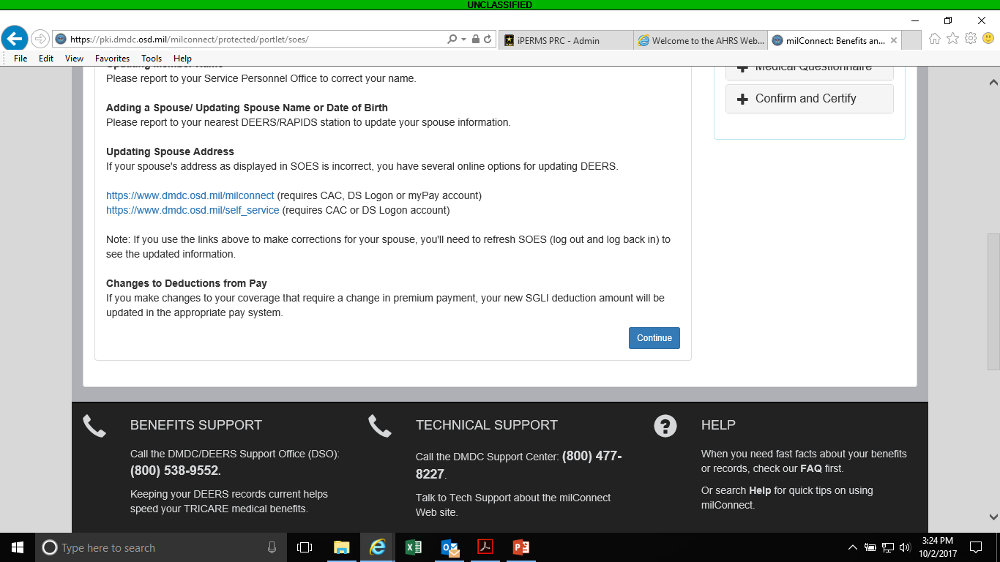 UNCLASSIFIED
https://pki.dmdc.osd.mil/milconnect/protected/portlet/soes/
iPERMS PRC - Admin
Welcome to the AHRS Web...
milConnect: Benefits an...
File Edit View Favorites Tools Help
Updating Member Name
Please report to your Service Personnel Office to correct your name.
Adding a Spouse/ Updating Spouse Name or Date of Birth
Please report to your nearest DEERS/RAPIDS station to update your spouse information.
Updating Spouse Address
If your spouse's address as displayed in SOES is incorrect, you have several online options for updating DEERS.
https://www.dmdc.osd.mil/milconnect (requires CAC, DS Logon or myPay account)
https://www.dmdc.osd.mil/self_service (requires CAC or DS Logon account)
Note: If you use the links above to make corrections for your spouse, you'll need to refresh SOES (log out and log back in) to
see the updated information.
Changes to Deductions from Pay
If you make changes to your coverage that require a change in premium payment, your new SGLI deduction amount will be
updated in the appropriate pay system.
Continue
Medical Questionnaire
Confirm and Certify
BENEFITS SUPPORT
Call the DMDC/DEERS Support Office (DSO):
(800) 538-9552.
Keeping your DEERS records current helps
speed your TRICARE medical benefits.
TECHNICAL SUPPORT
Call the DMDC Support Center: (800) 477-
8227.
Talk to Tech Support about the milConnect
Web site.
HELP
When you need fast facts about your benefits
or records, check our FAQ first.
Or search Help for quick tips on using
milConnect.
Type here to search
3:24 PM
10/2/2017